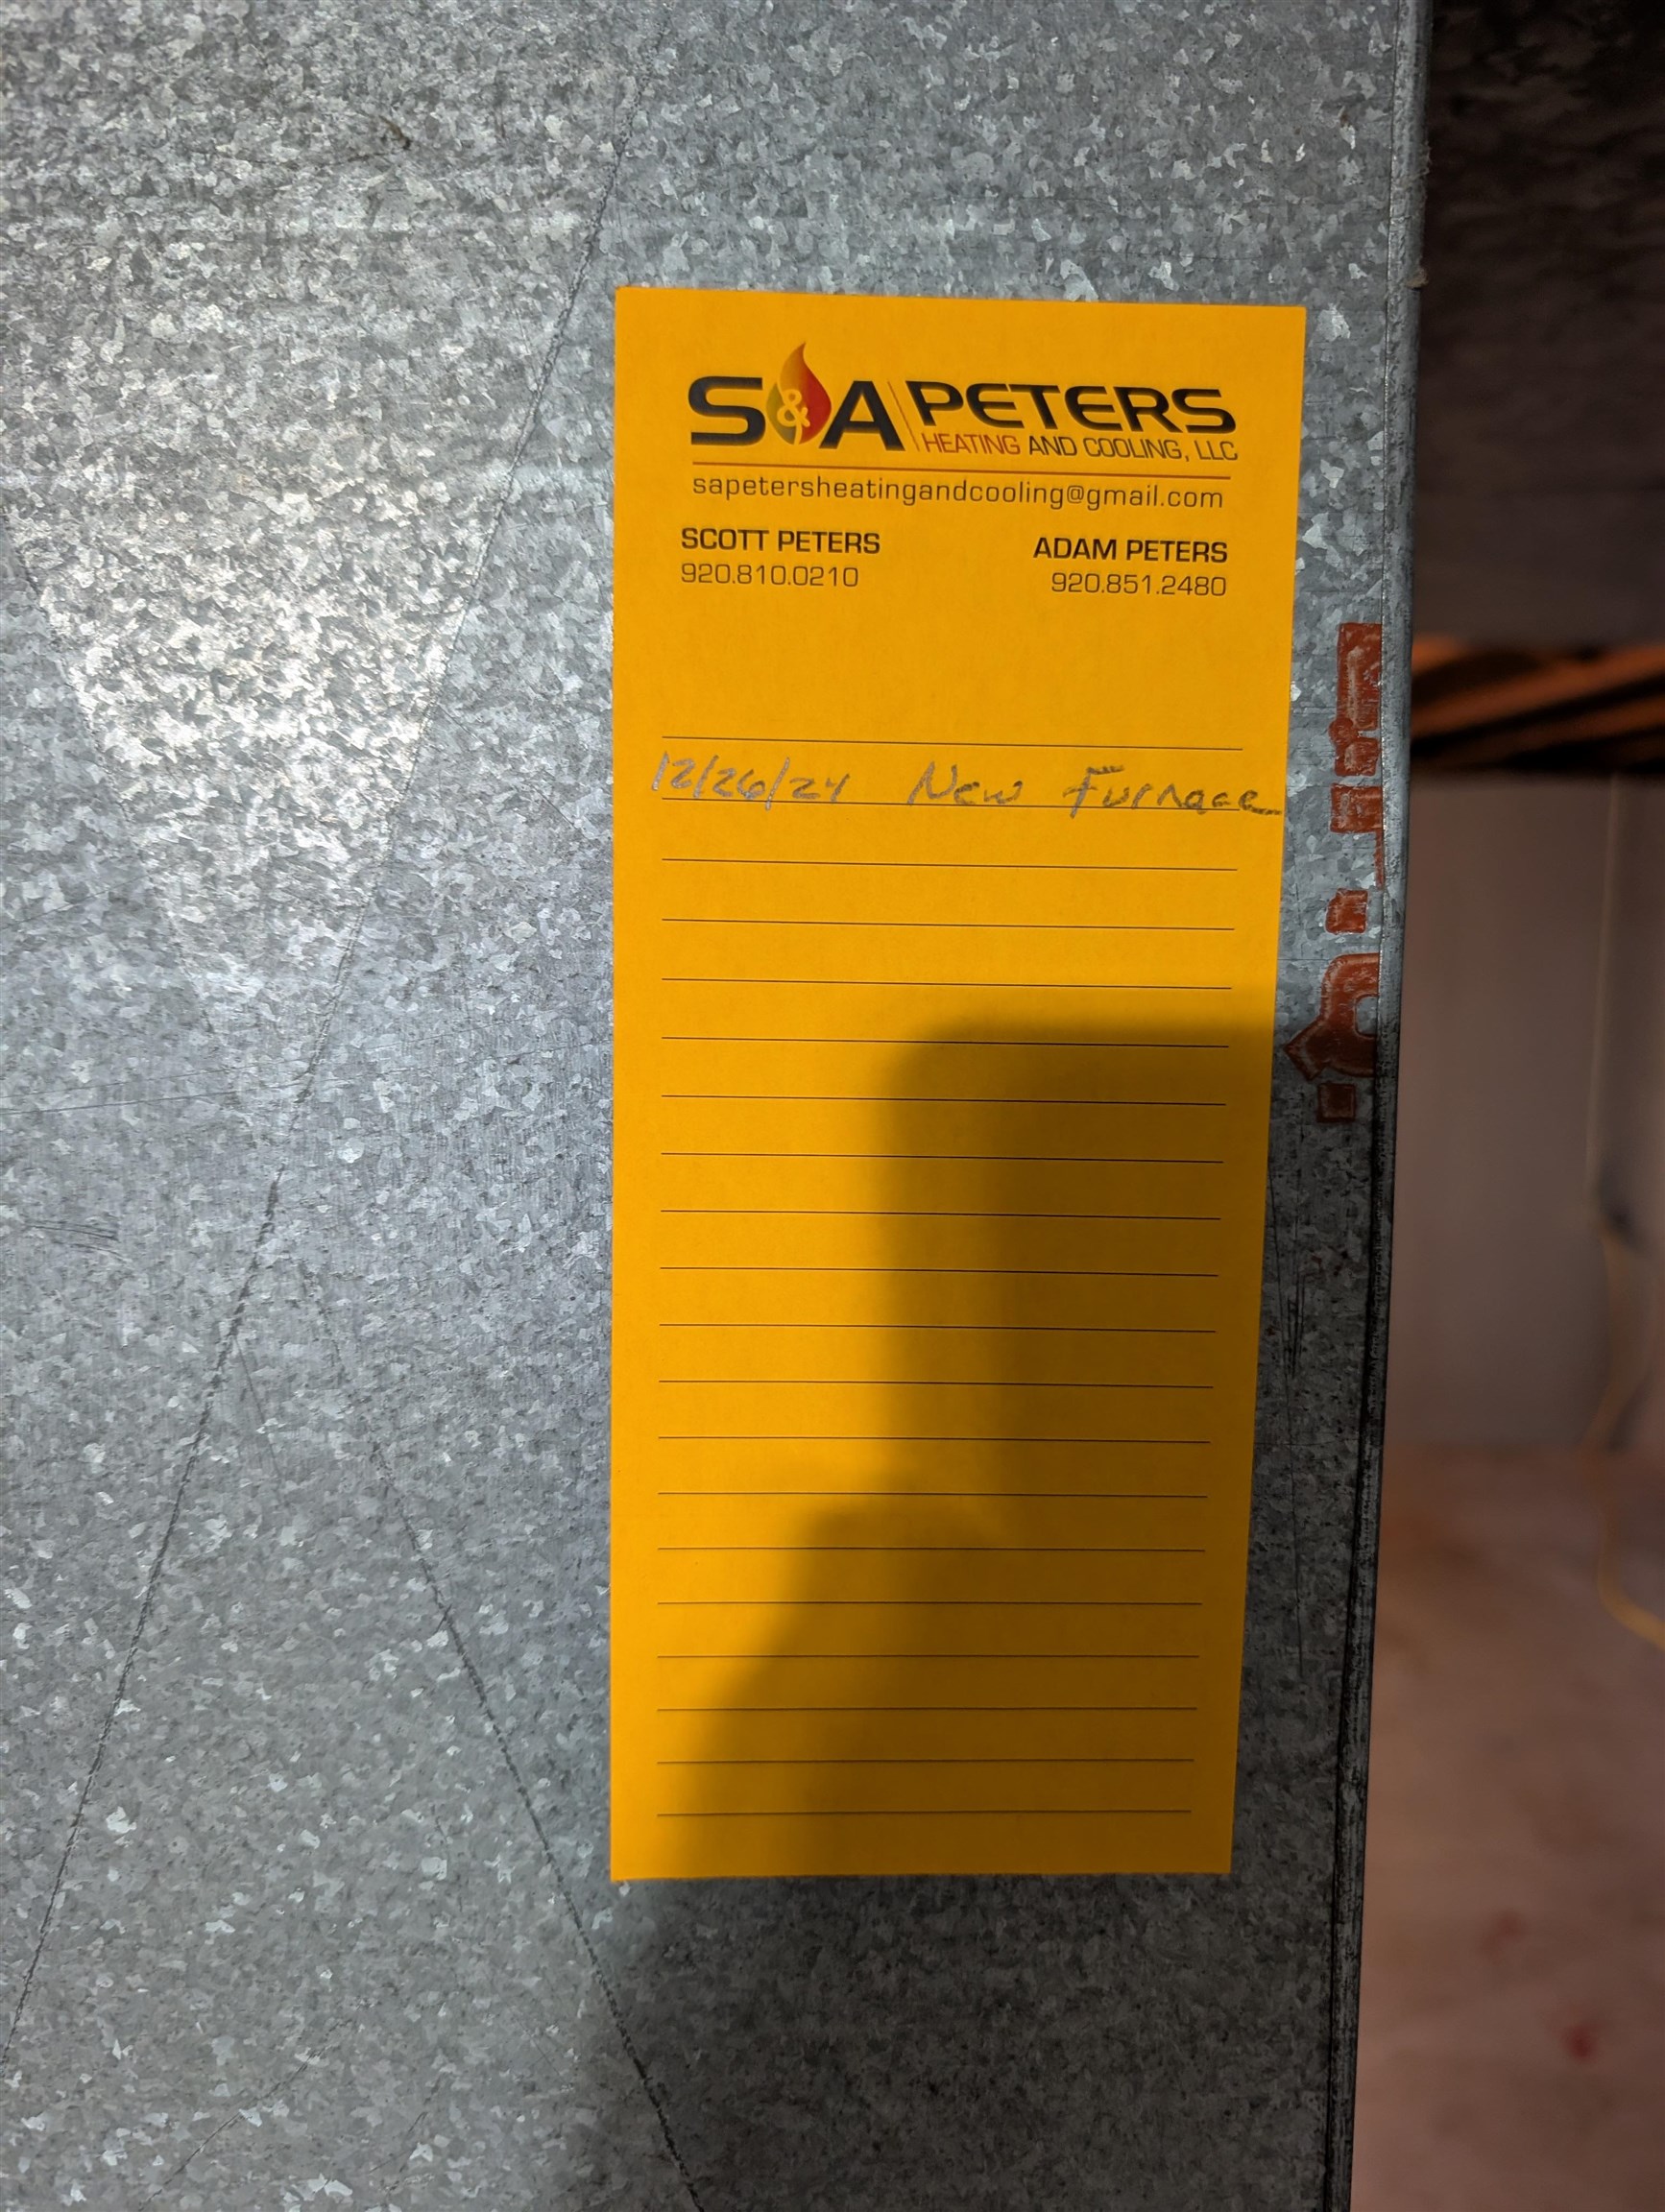 S&A PETERS
HEATING AND COOLING, LLC
sapetersheatingandcooling@gmail.com
SCOTT PETERS ADAM PETERS
920.810.0210 920.851.2480
12/26/24 New Furnace